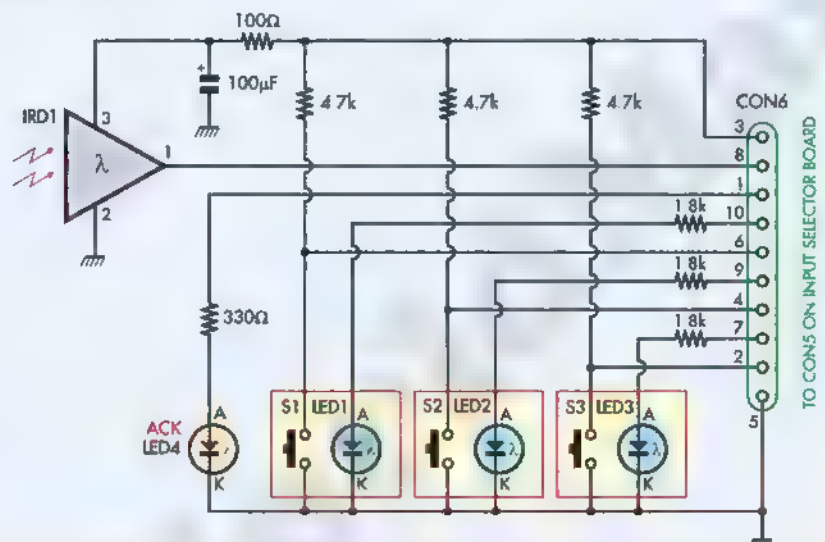 100Ω
100µF
+
4.7k
4.7k
4.7k
CON6
IRD1
3
λ
1
2
3
8
1
1.8k
10
6
1.8k
9
4
1.8k
7
2
5
330Ω
ACK
LED4
A
K
S1
LED1
A
λ
K
S2
LED2
A
λ
K
S3
LED3
A
λ
K
TO CON5 ON INPUT SELECTOR BOARD